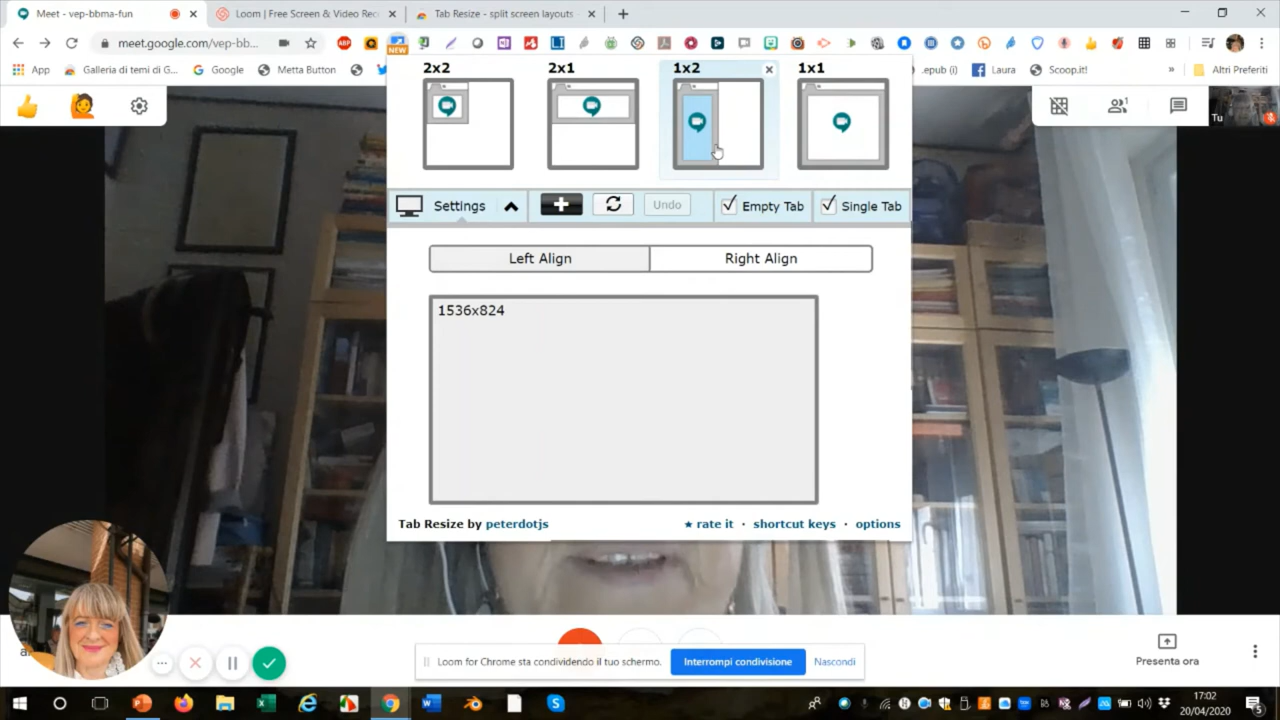 Meet - vep-bbma-fun
Loom | Free Screen & Video Rec
Tab Resize - split screen layouts
meet.google.com/vep-bb...
ABP
NEW
App
Galleria di temi di G...
Google
Metta Button
.epub (i)
Laura
Scoop.it!
»
Altri Preferiti
2x2
2x1
1x2
1x1
1
Tu
Settings
Undo
Empty Tab
Single Tab
Left Align
Right Align
1536x824
Tab Resize by peterdotjs
★ rate it · shortcut keys · options
Loom for Chrome sta condividendo il tuo schermo.
Interrompi condivisione
Nascondi
Presenta ora
17:02
20/04/2020
5